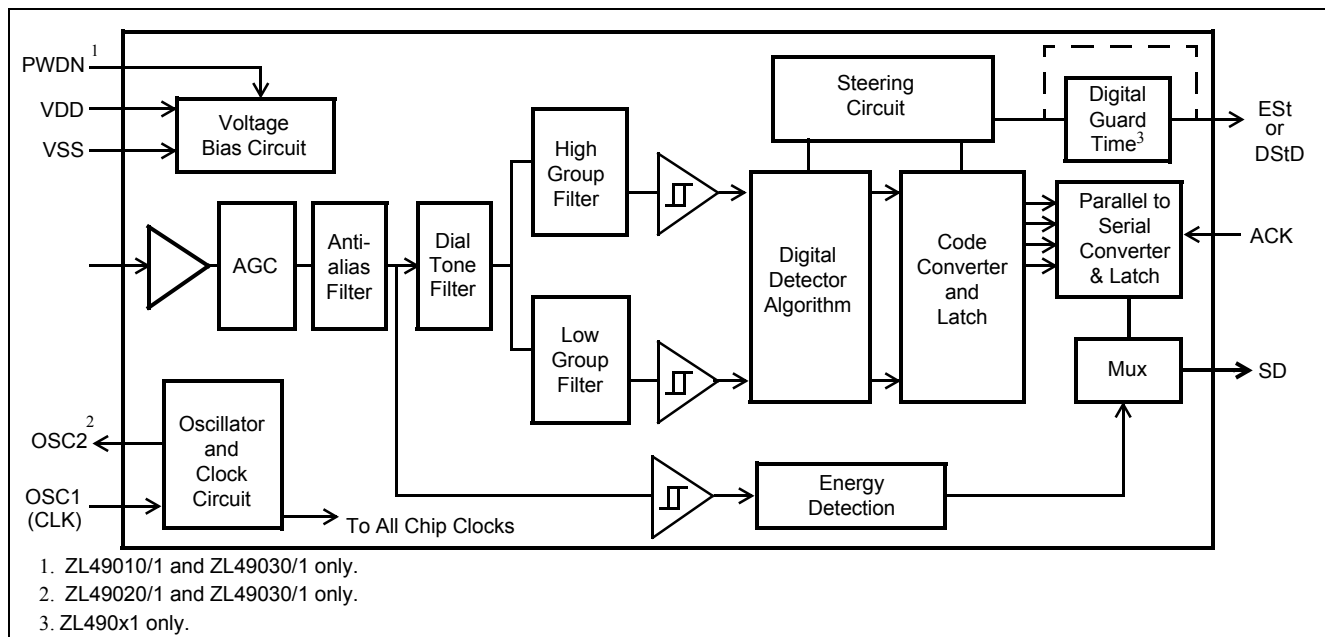 PWDN 1
VDD
VSS
Voltage
Bias Circuit
AGC
Anti-
alias
Filter
Dial
Tone
Filter
High
Group
Filter
Low
Group
Filter
Steering
Circuit
Digital
Detector
Algorithm
Code
Converter
and
Latch
Digital
Guard
Time3
ESt
or
DStD
Parallel to
Serial
Converter
& Latch
ACK
Mux
SD
OSC2 2
OSC1
(CLK)
Oscillator
and
Clock
Circuit
To All Chip Clocks
Energy
Detection
1. ZL49010/1 and ZL49030/1 only.
2. ZL49020/1 and ZL49030/1 only.
3. ZL490x1 only.